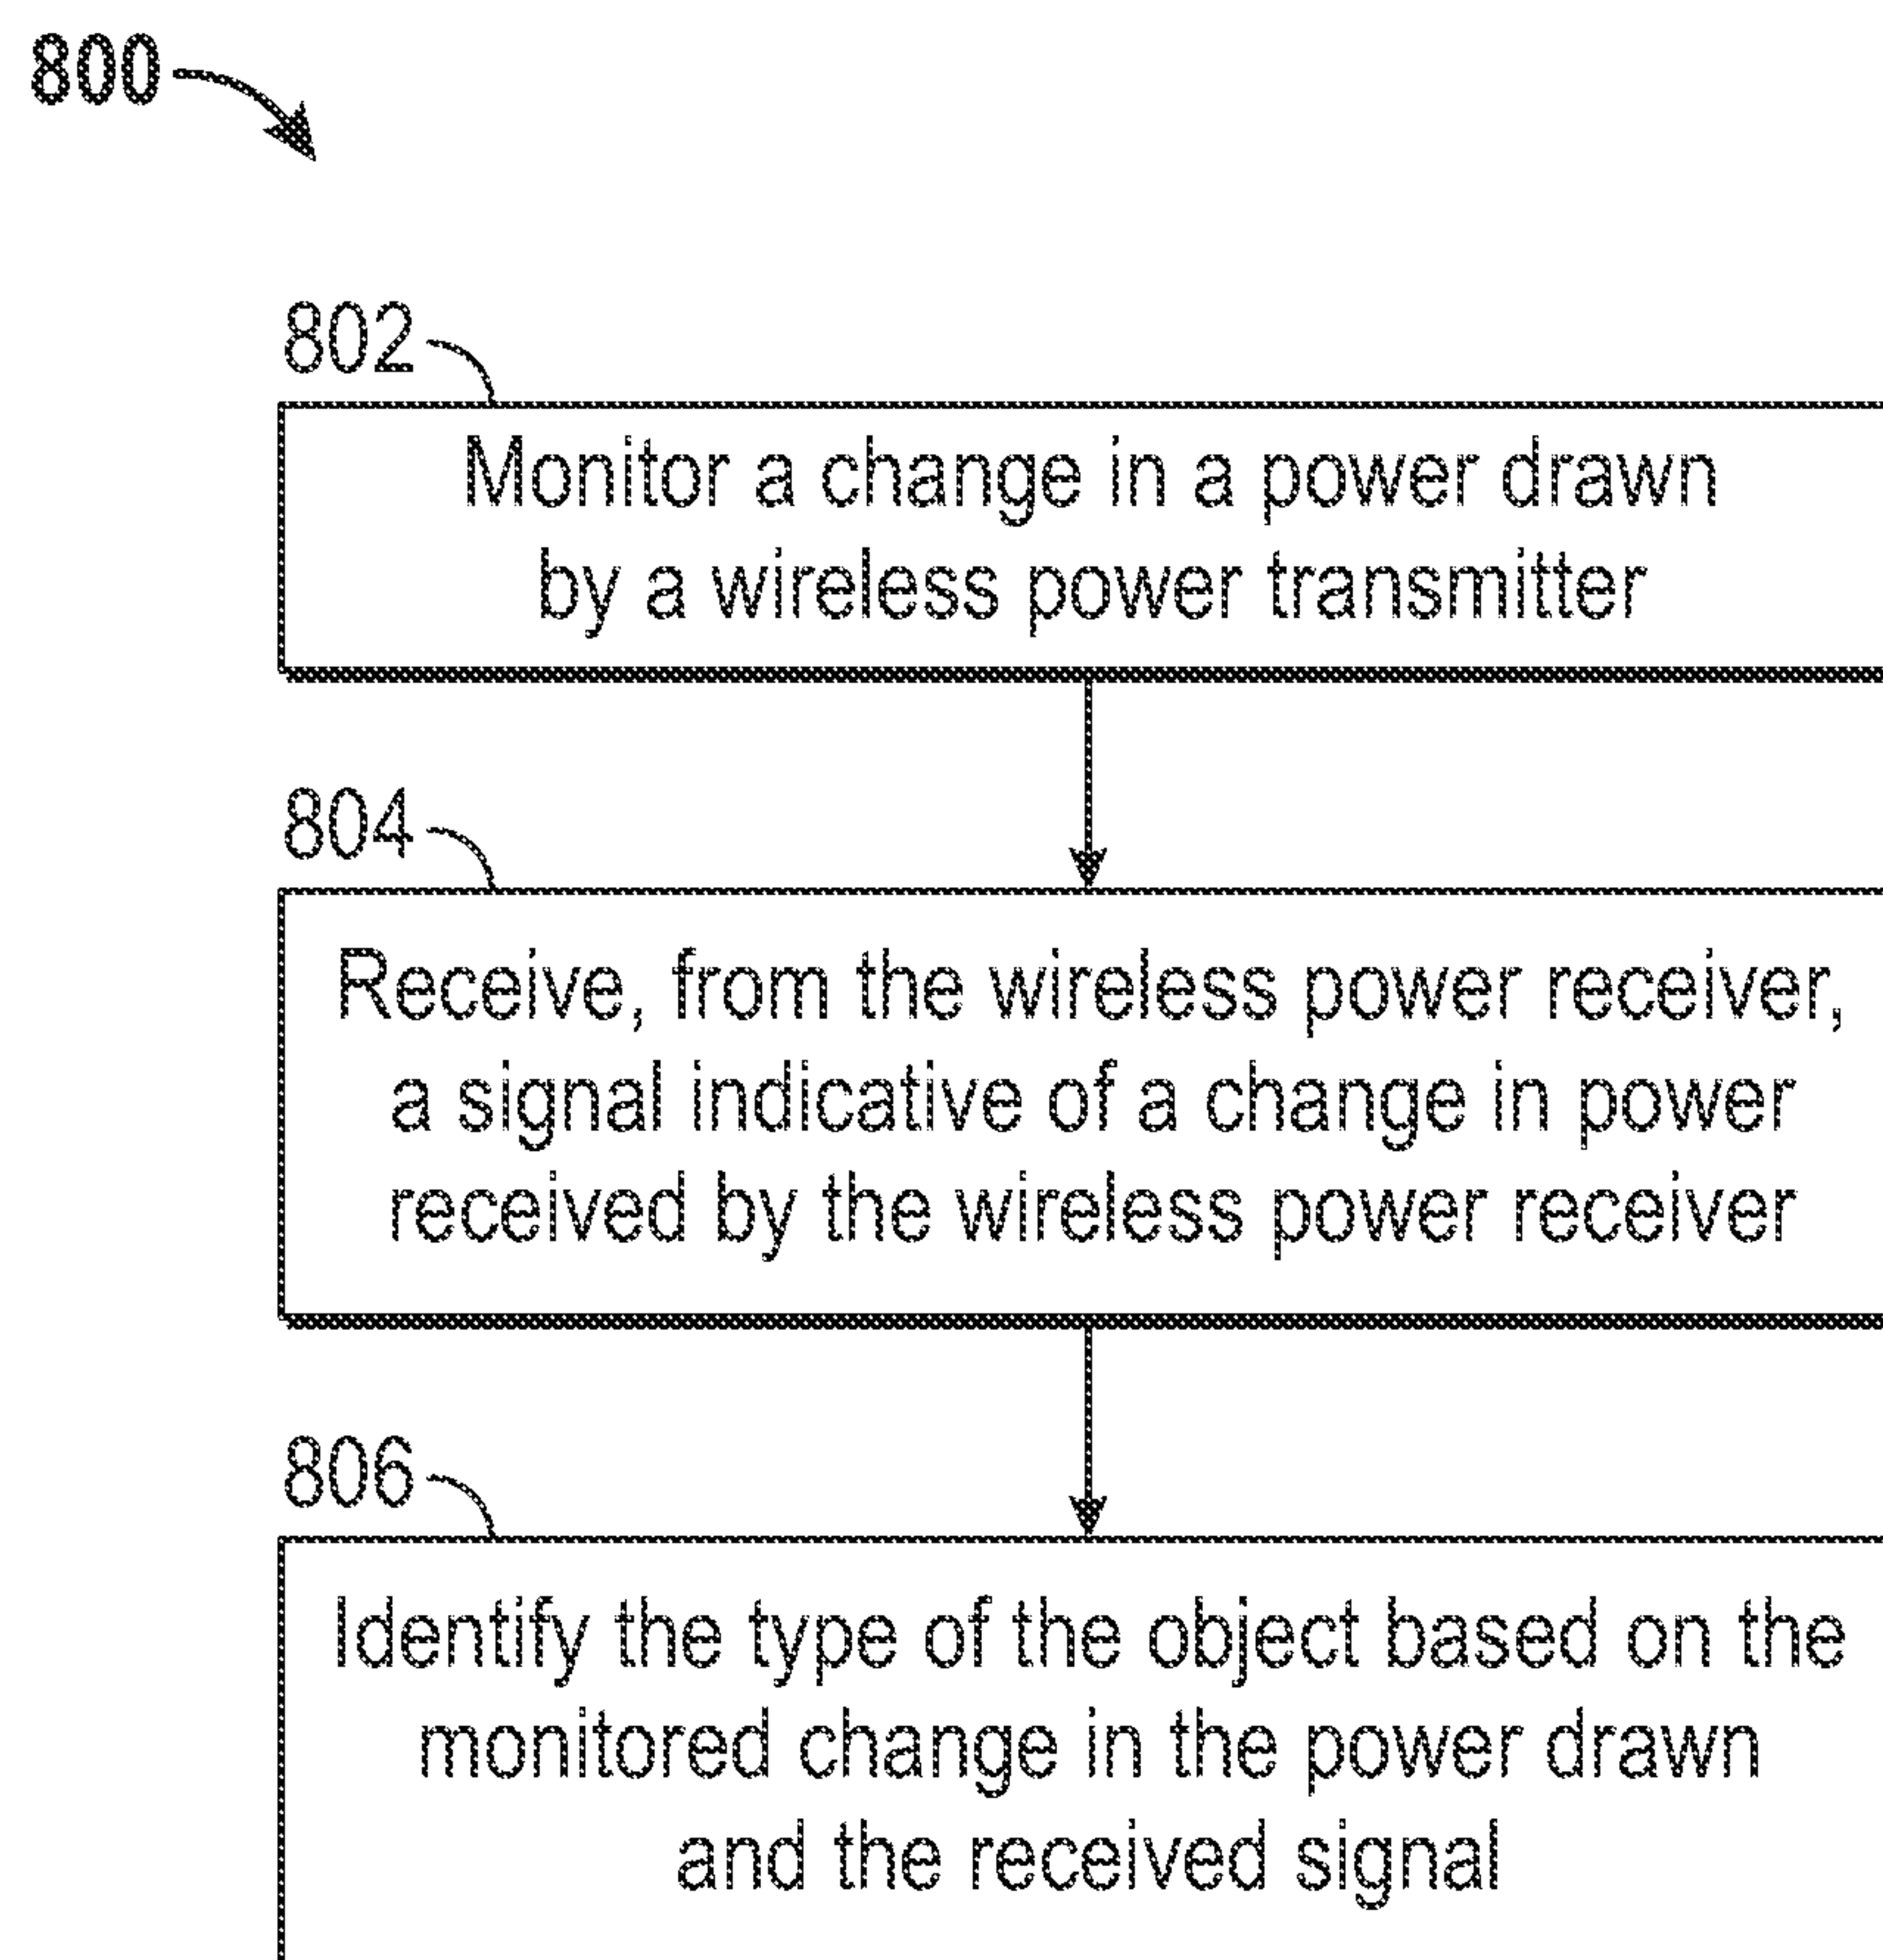 800
802
Monitor a change in a power drawn
by a wireless power transmitter
804
Receive, from the wireless power receiver,
a signal indicative of a change in power
received by the wireless power receiver
806
Identify the type of the object based on the
monitored change in the power drawn
and the received signal